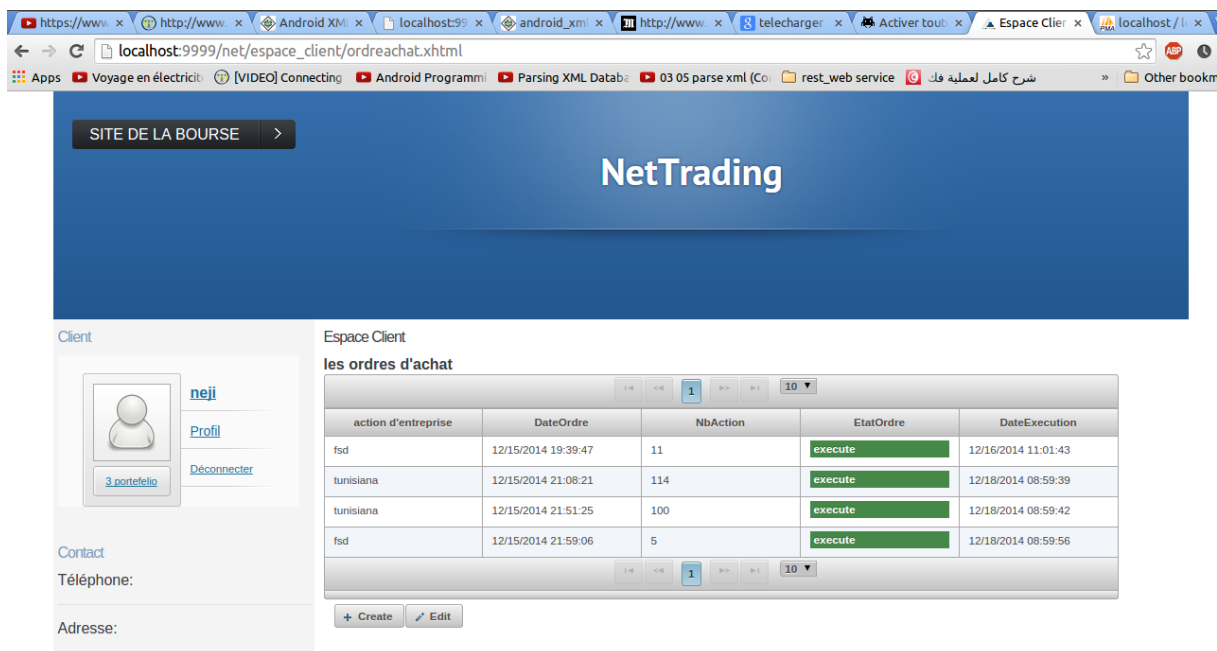 https://www. http://www. Android XM localhost:99 android_xml http://www. telecharger Activer tout Espace Clier localhost / l
localhost:9999/net/espace_client/ordreachat.xhtml
Apps Voyage en électricit [VIDEO] Connecting Android Programmi Parsing XML Databa 03 05 parse xml (Co rest_web service شرح كامل لعملية فك » Other bookm
SITE DE LA BOURSE
NetTrading
Client
neji
Profil
Déconnecter
3 portefelio
Contact
Téléphone:
Adresse:
Espace Client
les ordres d'achat
1 10
action d'entreprise DateOrdre NbAction EtatOrdre DateExecution
fsd 12/15/2014 19:39:47 11 execute 12/16/2014 11:01:43
tunisiana 12/15/2014 21:08:21 114 execute 12/18/2014 08:59:39
tunisiana 12/15/2014 21:51:25 100 execute 12/18/2014 08:59:42
fsd 12/15/2014 21:59:06 5 execute 12/18/2014 08:59:56
1 10
+ Create Edit